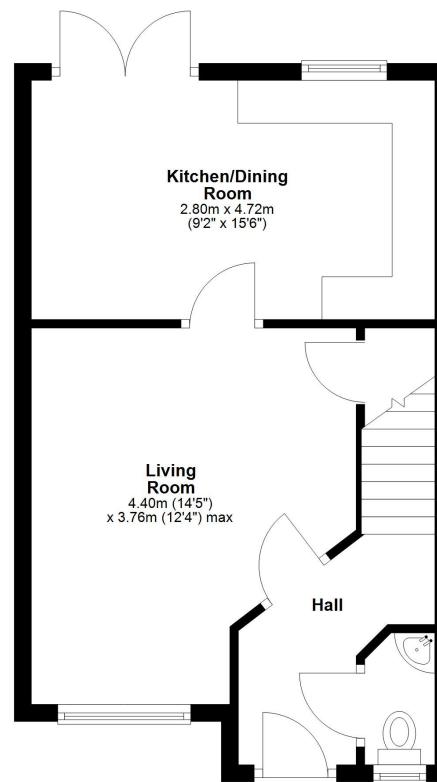 Kitchen/Dining
Room
2.80m x 4.72m
(9'2" x 15'6")
Living
Room
4.40m (14'5")
x 3.76m (12'4") max
Hall